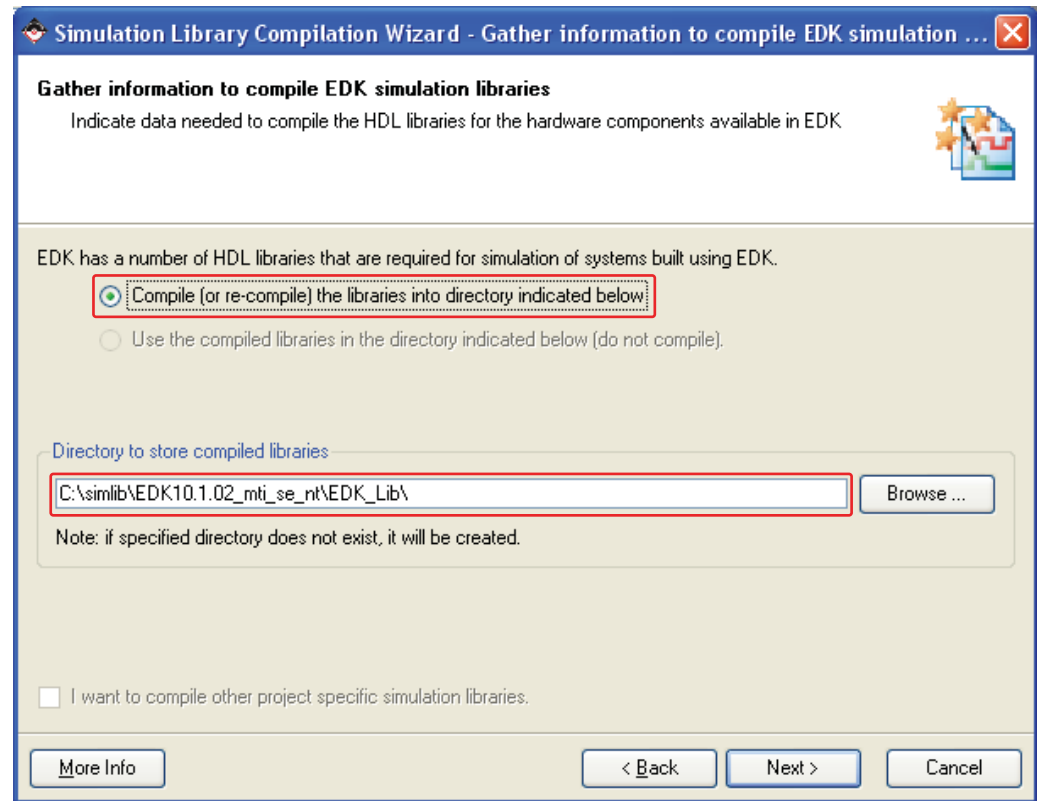 Simulation Library Compilation Wizard - Gather information to compile EDK simulation ...
Gather information to compile EDK simulation libraries
Indicate data needed to compile the HDL libraries for the hardware components available in EDK
EDK has a number of HDL libraries that are required for simulation of systems built using EDK.
Compile (or re-compile) the libraries into directory indicated below
Use the compiled libraries in the directory indicated below (do not compile).
Directory to store compiled libraries
C:\simlib\EDK10.1.02_mti_se_nt\EDK_Lib\
Browse ...
Note: if specified directory does not exist, it will be created.
I want to compile other project specific simulation libraries.
More Info
< Back
Next >
Cancel